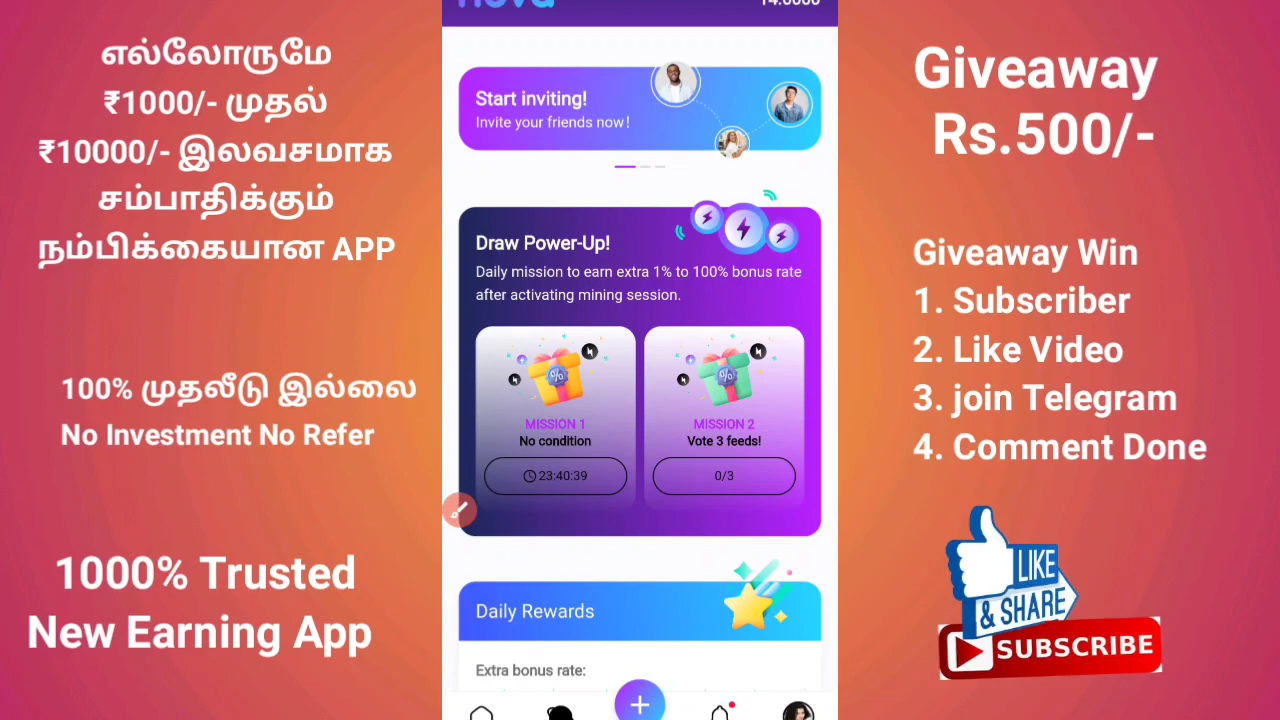 எல்லோருமே
₹1000/- முதல்
₹10000/- இலவசமாக
சம்பாதிக்கும்
நம்பிக்கையான APP
100% முதலீடு இல்லை
No Investment No Refer
1000% Trusted
New Earning App
Start inviting!
Invite your friends now!
Draw Power-Up!
Daily mission to earn extra 1% to 100% bonus rate
after activating mining session.
MISSION 1
No condition
23:40:39
MISSION 2
Vote 3 feeds!
0/3
Daily Rewards
Extra bonus rate:
Giveaway
Rs.500/-
Giveaway Win
1. Subscriber
2. Like Video
3. join Telegram
4. Comment Done
LIKE
& SHARE
SUBSCRIBE